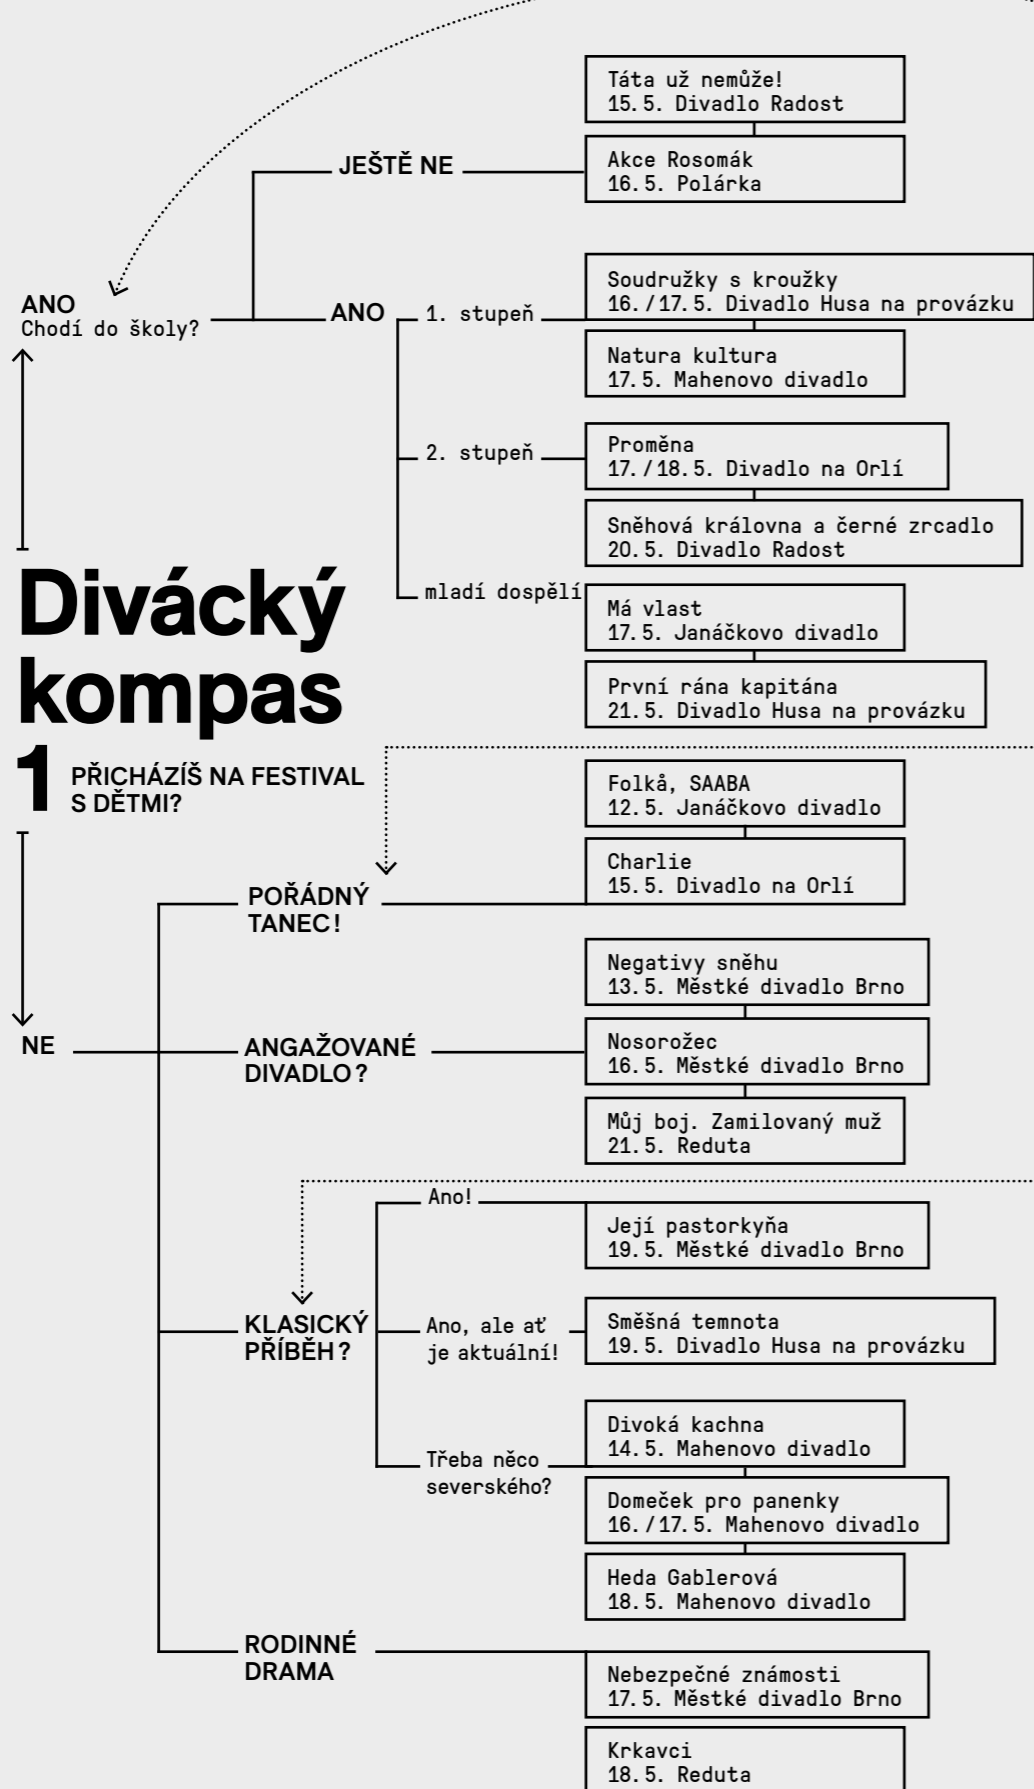 Táta už nemůže!
15. 5. Divadlo Radost
JEŠTĚ NE
Akce Rosomák
16. 5. Polárka
ANO
Chodí do školy?
ANO
1. stupeň
Soudružky s kroužky
16. / 17. 5. Divadlo Husa na provázku
Natura kultura
17. 5. Mahenovo divadlo
2. stupeň
Proměna
17. / 18. 5. Divadlo na Orlí
Sněhová královna a černé zrcadlo
20. 5. Divadlo Radost
mladí dospělí
Má vlast
17. 5. Janáčkovo divadlo
První rána kapitána
21. 5. Divadlo Husa na provázku
Divácký
kompas
1 PŘICHÁZÍŠ NA FESTIVAL
S DĚTMI?
Folkå, SAABA
12. 5. Janáčkovo divadlo
Charlie
15. 5. Divadlo na Orlí
POŘÁDNÝ
TANEC!
NE
ANGAŽOVANÉ
DIVADLO?
Negativy sněhu
13. 5. Městké divadlo Brno
Nosorožec
16. 5. Městké divadlo Brno
Můj boj. Zamilovaný muž
21. 5. Reduta
KLASICKÝ
PŘÍBĚH?
Ano!
Její pastorkyňa
19. 5. Městké divadlo Brno
Ano, ale ať
je aktuální!
Směšná temnota
19. 5. Divadlo Husa na provázku
Třeba něco
severského?
Divoká kachna
14. 5. Mahenovo divadlo
Domeček pro panenky
16. / 17. 5. Mahenovo divadlo
Heda Gablerová
18. 5. Mahenovo divadlo
RODINNÉ
DRAMA
Nebezpečné známosti
17. 5. Městké divadlo Brno
Krkavci
18. 5. Reduta